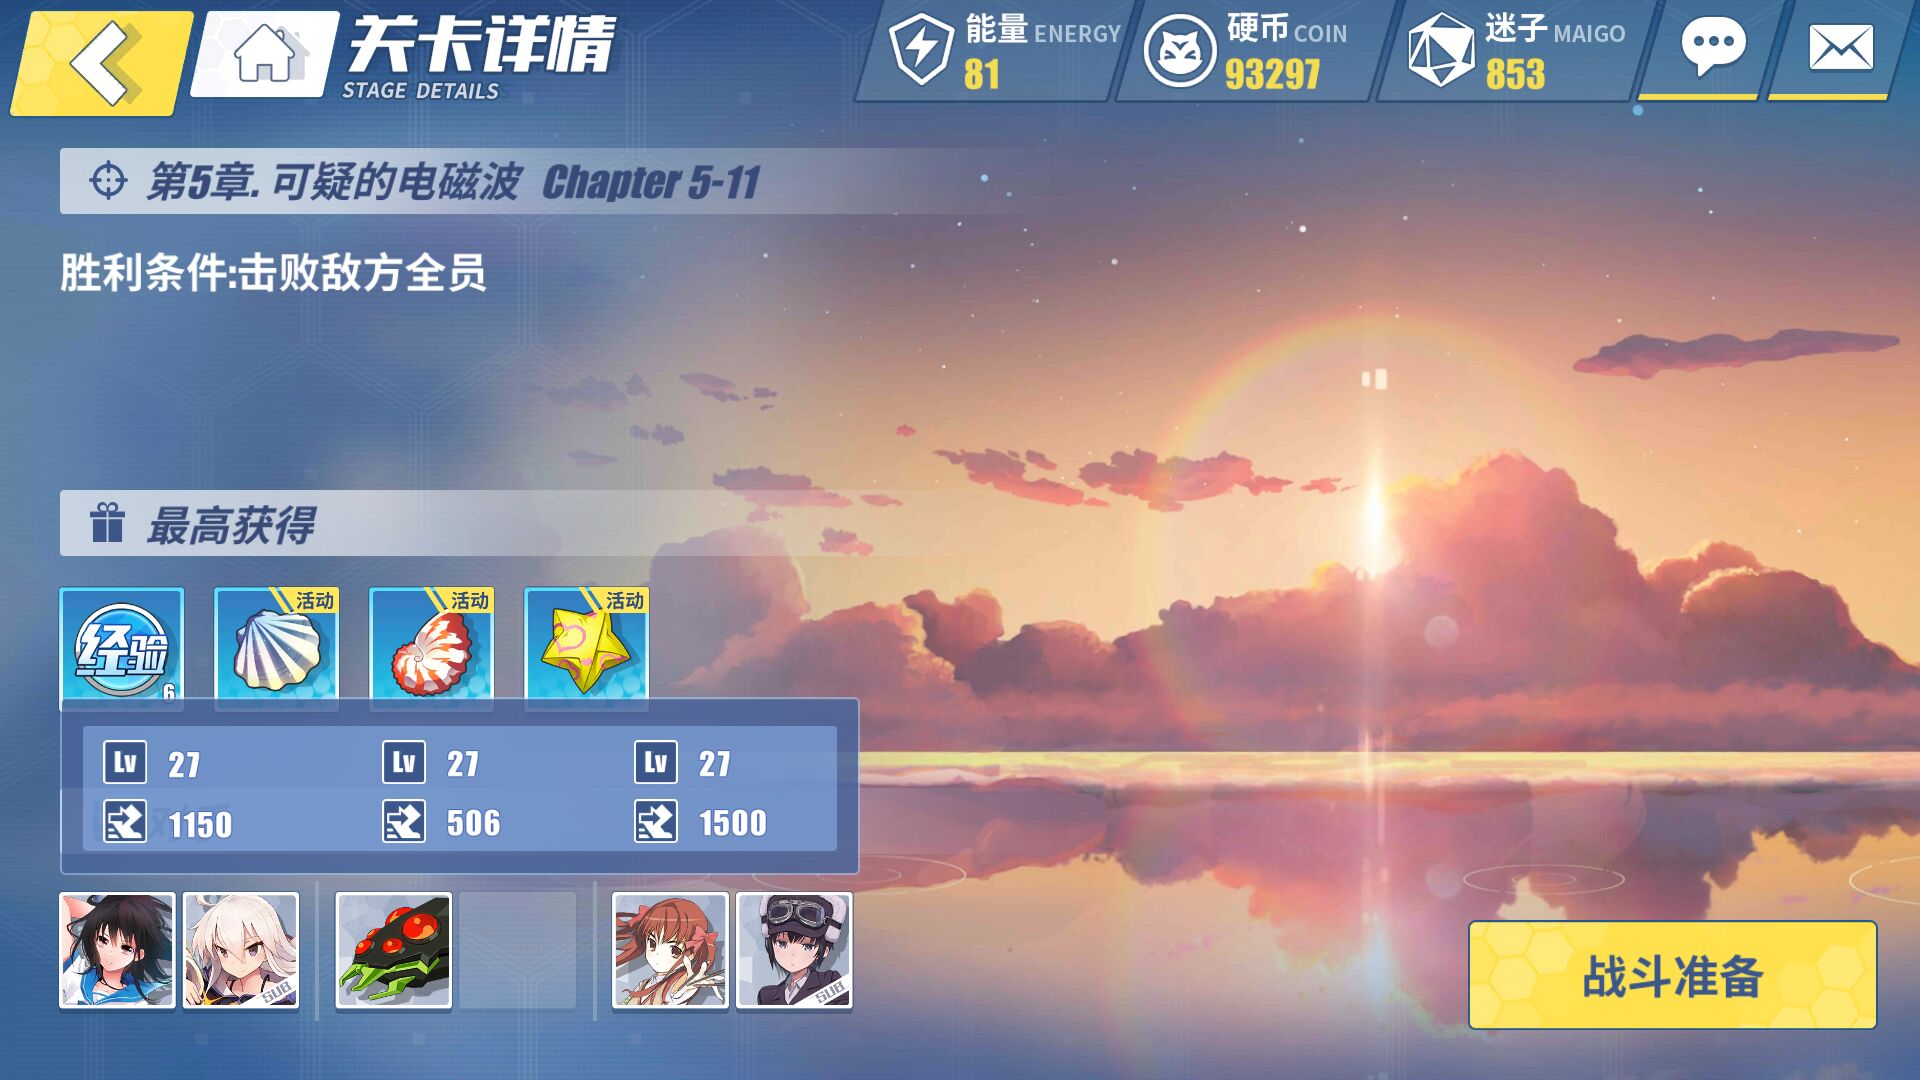 关卡详情
STAGE DETAILS
能量 ENERGY
81
硬币 COIN
93297
迷子 MAIGO
853
第5章.可疑的电磁波 Chapter 5-11
胜利条件:击败敌方全员
最高获得
经验
6
活动
活动
活动
Lv 27
Lv 27
Lv 27
1150
506
1500
SUB
SUB
战斗准备